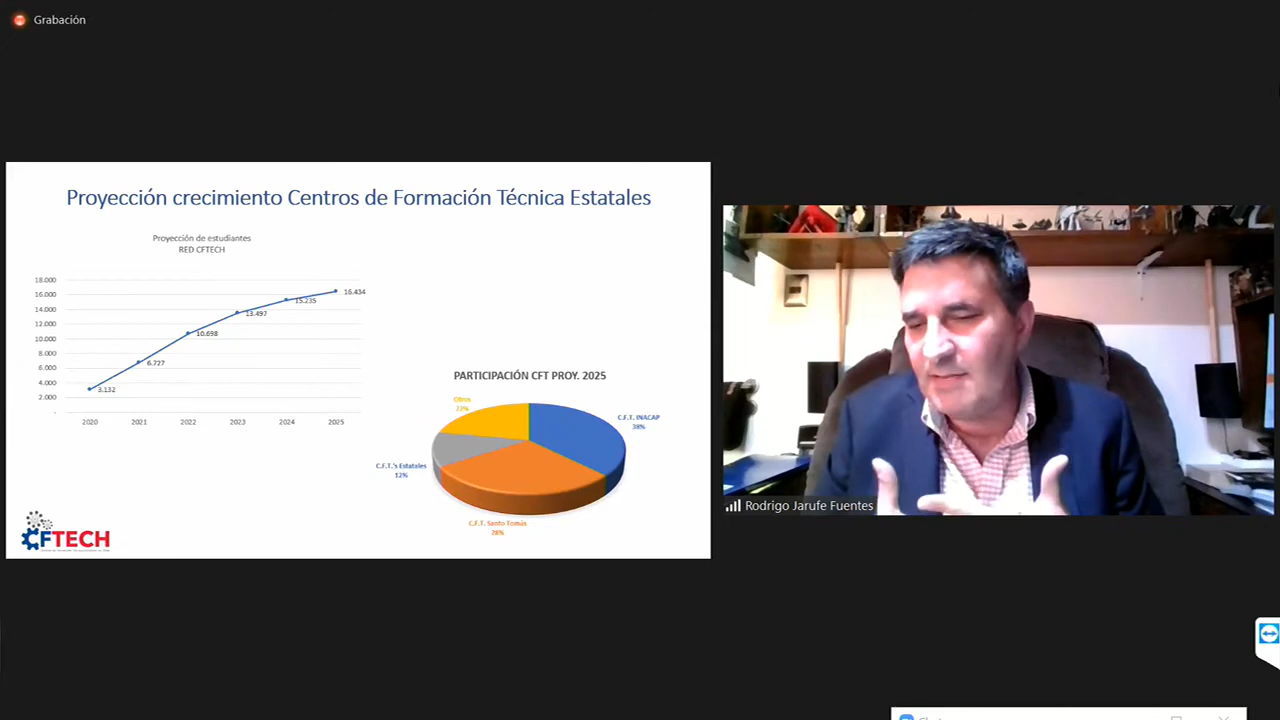 Grabación
Proyección crecimiento Centros de Formación Técnica Estatales
Proyección de estudiantes
RED CFTECH
18.000
16.000
14.000
12.000
10.000
8.000
6.000
4.000
2.000
-
3.132
6.727
10.698
13.497
15.235
16.434
2020
2021
2022
2023
2024
2025
PARTICIPACIÓN CFT PROY. 2025
Otros
22%
C.F.T. INACAP
38%
C.F.T.'s Estatales
12%
C.F.T. Santo Tomás
28%
CFTECH
Rodrigo Jarufe Fuentes